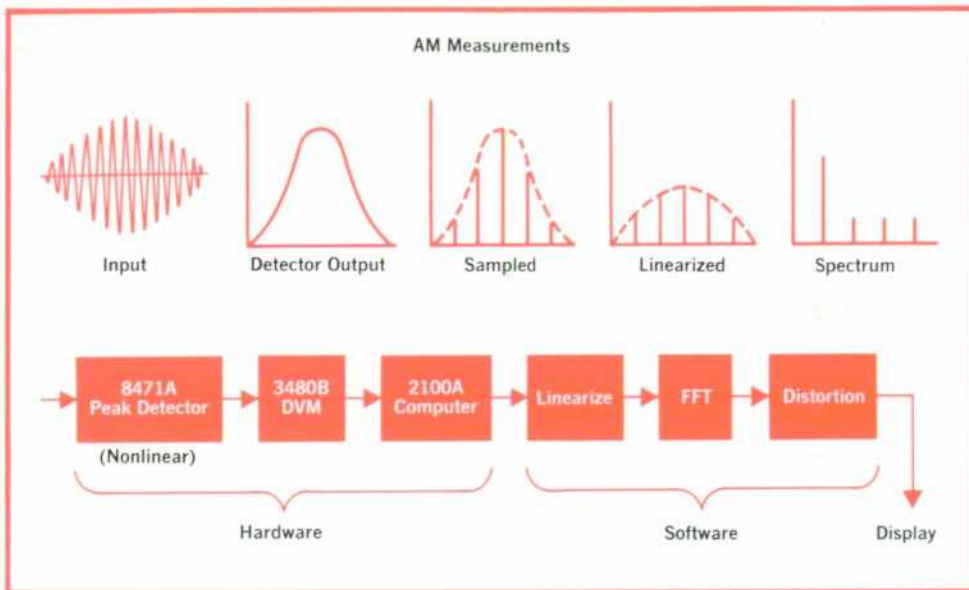 AM Measurements
Input
Detector Output
Sampled
Linearized
Spectrum
8471A
Peak Detector
(Nonlinear)
3480B
DVM
2100A
Computer
Linearize
FFT
Distortion
Hardware
Software
Display